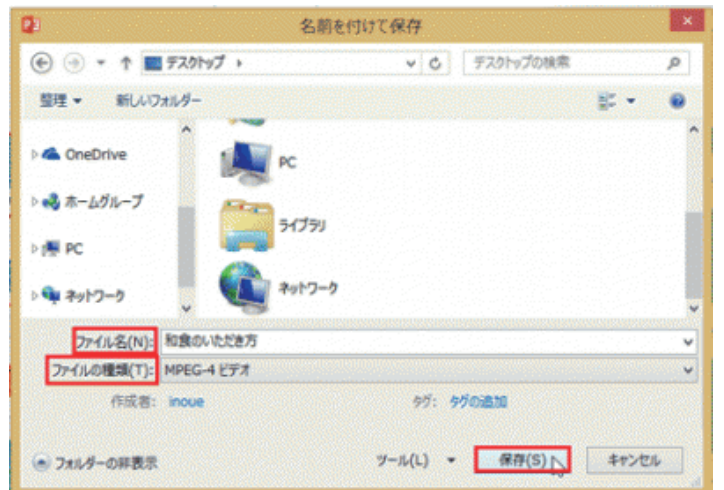 名前を付けて保存
デスクトップ
デスクトップの検索
整理
新しいフォルダー
OneDrive
ホームグループ
PC
ネットワーク
PC
ライブラリ
ネットワーク
ファイル名(N): 和食のいただき方
ファイルの種類(T): MPEG-4 ビデオ
作成者: inoue タグ: タグの追加
フォルダーの非表示 ツール(L) 保存(S) キャンセル